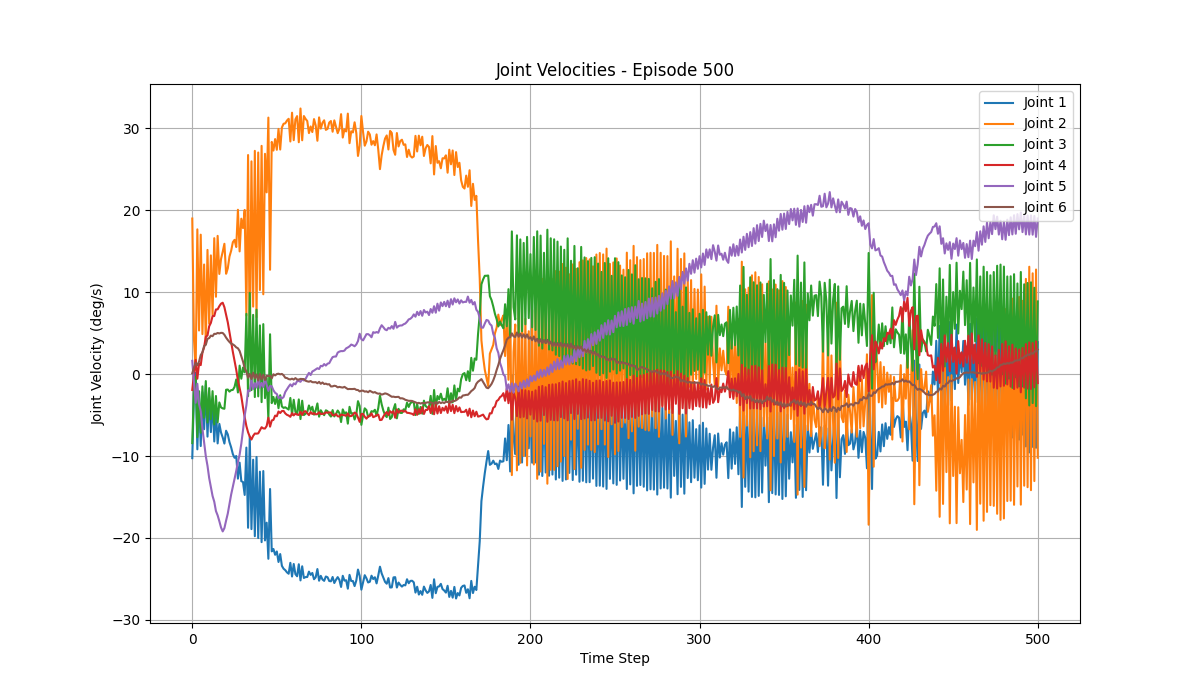 Joint Velocities - Episode 500
Joint Velocity (deg/s)
30
20
10
0
−10
−20
−30
0
100
200
300
400
500
Time Step
Joint 1
Joint 2
Joint 3
Joint 4
Joint 5
Joint 6